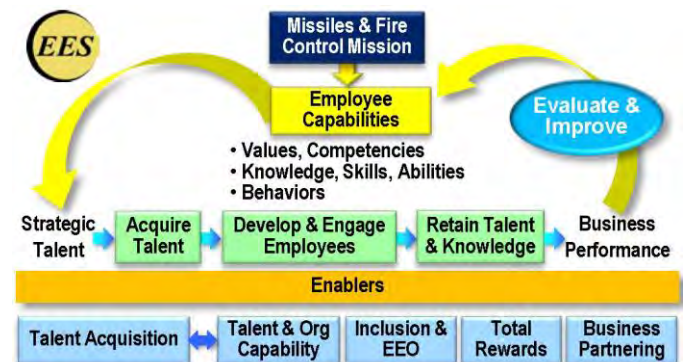 EES
Missiles & Fire
Control Mission
Employee
Capabilities
Evaluate &
Improve
• Values, Competencies
• Knowledge, Skills, Abilities
• Behaviors
Strategic
Talent
Acquire
Talent
Develop & Engage
Employees
Retain Talent
& Knowledge
Business
Performance
Enablers
Talent Acquisition
Talent & Org
Capability
Inclusion &
EEO
Total
Rewards
Business
Partnering